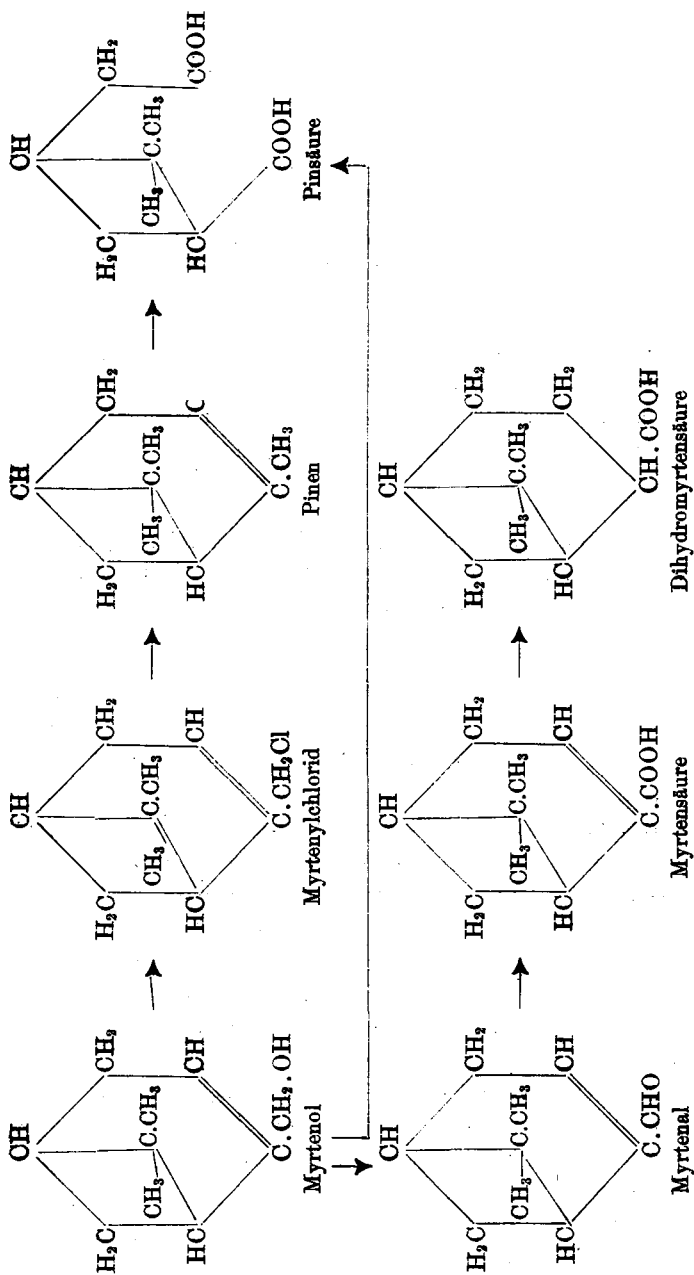 CH
H₂C CH₂
C.CH₃
CH₃
HC CH
C.CH₂.OH
Myrtenol
CH
H₂C CH₂
C.CH₃
CH₃
HC CH
C.CH₂Cl
Myrtenylchlorid
CH
H₂C CH₂
C.CH₃
CH₃
HC C
C.CH₃
Pinen
CH
H₂C CH₂
C.CH₃
CH₃
HC COOH
COOH
Pinsäure
CH
H₂C CH₂
C.CH₃
CH₃
HC CH
C.CHO
Myrtenal
CH
H₂C CH₂
C.CH₃
CH₃
HC CH
C.COOH
Myrtensäure
CH
H₂C CH₂
C.CH₃
CH₃
HC CH₂
CH.COOH
Dihydromyrtensäure